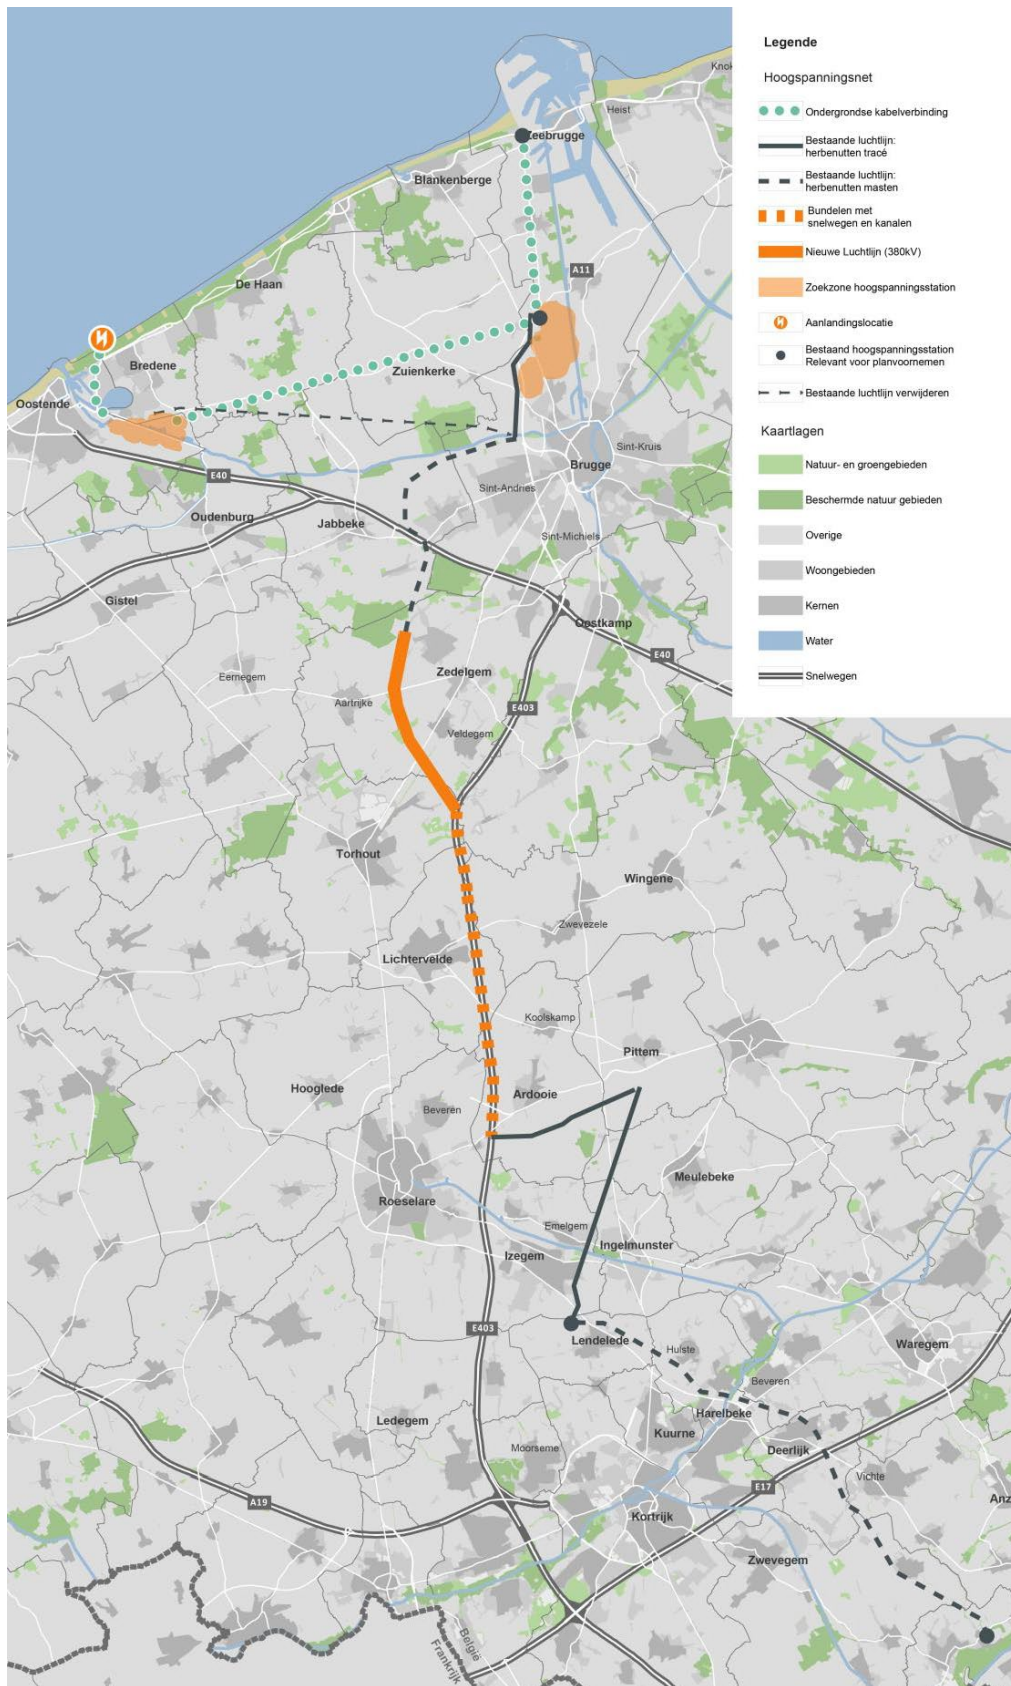 Legende
Hoogspanningsnet
Ondergrondse kabelverbinding
Bestaande luchtlijn:
herbenutten tracé
Bestaande luchtlijn:
herbenutten masten
Bundelen met
snelwegen en kanalen
Nieuwe Luchtlijn (380kV)
Zoekzone hoogspanningsstation
Aanlandingslocatie
Bestaand hoogspanningsstation
Relevant voor planvoornemen
Bestaande luchtlijn verwijderen
Kaartlagen
Natuur- en groengebieden
Beschermde natuur gebieden
Overige
Woongebieden
Kernen
Water
Snelwegen
Knok
Heist
Zeebrugge
Blankenberge
A11
De Haan
Bredene
Zuienkerke
Oostende
Sint-Kruis
Brugge
E40
Sint-Andries
Oudenburg
Jabbeke
Sint-Michiels
Gistel
Oostkamp
E40
Zedelgem
Eernegem
Aartrijke
E403
Veldegem
Torhout
Wingene
Zwevezele
Lichtervelde
Koolskamp
Pittem
Hooglede
Ardooie
Beveren
Meulebeke
Roeselare
Emelgem
Izegem
Ingelmunster
E403
Lendelede
Hulste
Waregem
Beveren
Harelbeke
Ledegem
Kuurne
Moorseme
Deerlijk
Vichte
E17
A19
Anz
Kortrijk
Zwevegem
België
Frankrijk